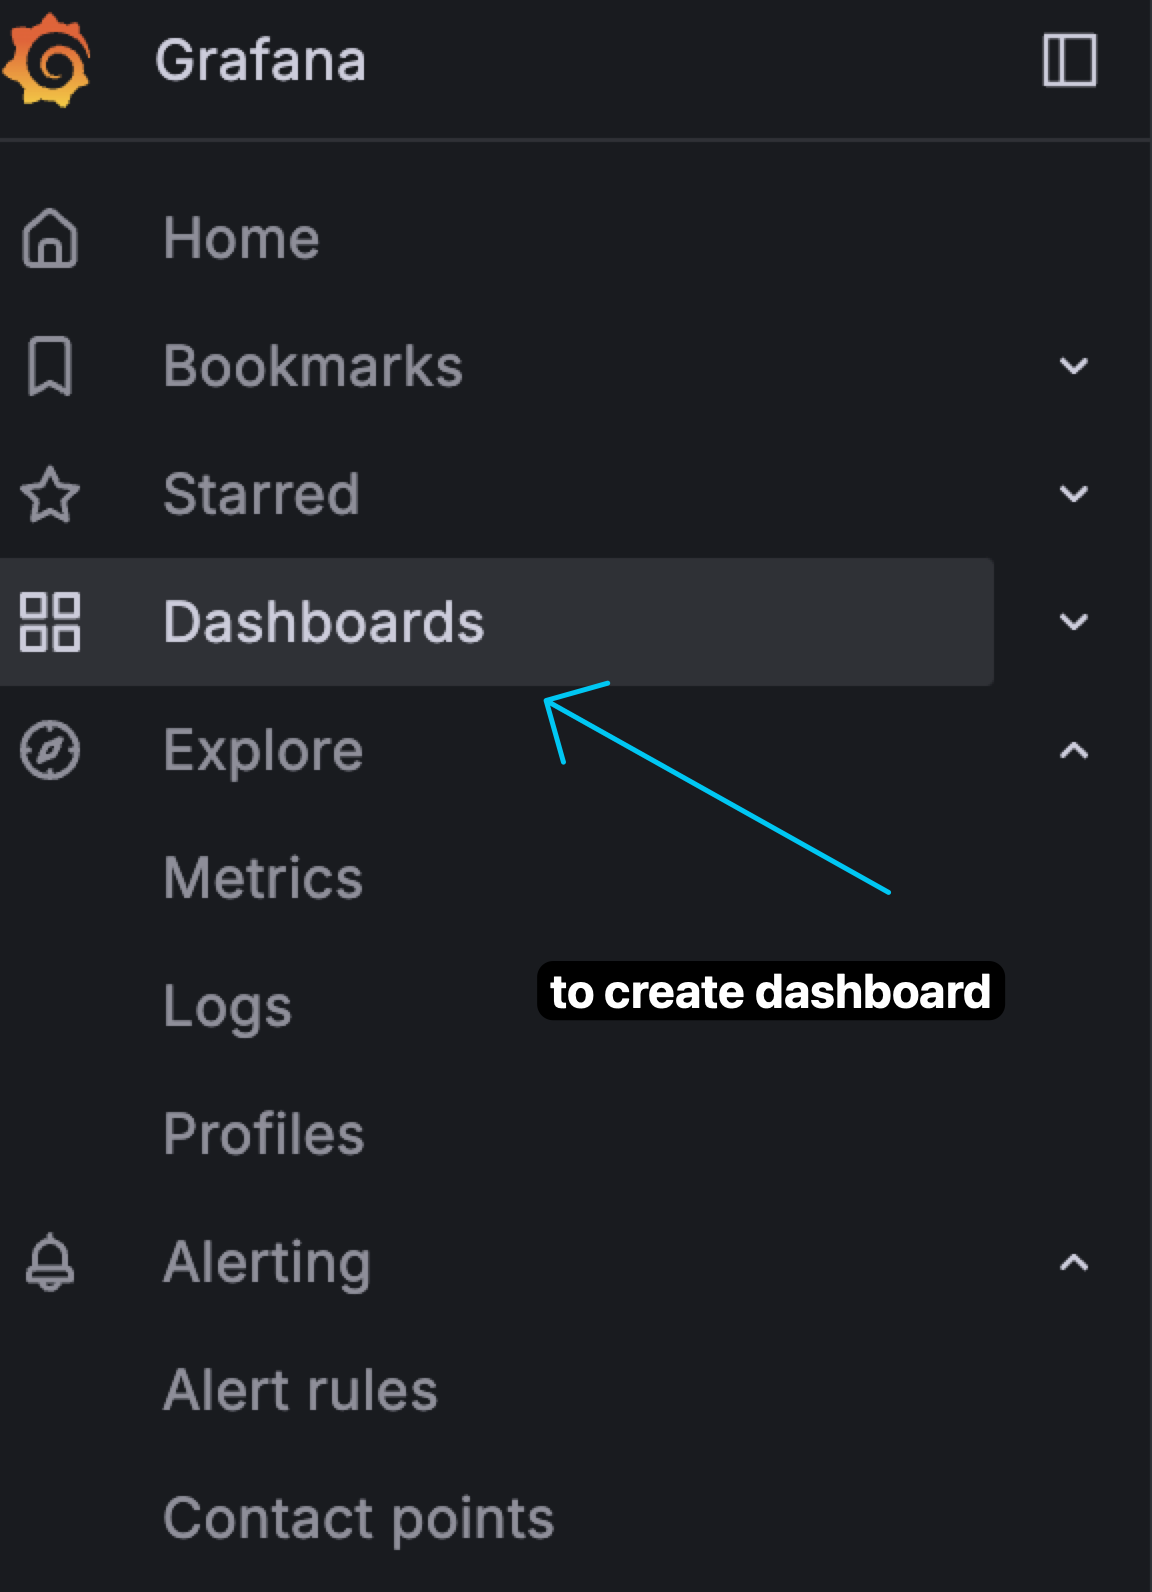 Grafana
Home
Bookmarks
Starred
Dashboards
Explore
Metrics
Logs
to create dashboard
Profiles
Alerting
Alert rules
Contact points